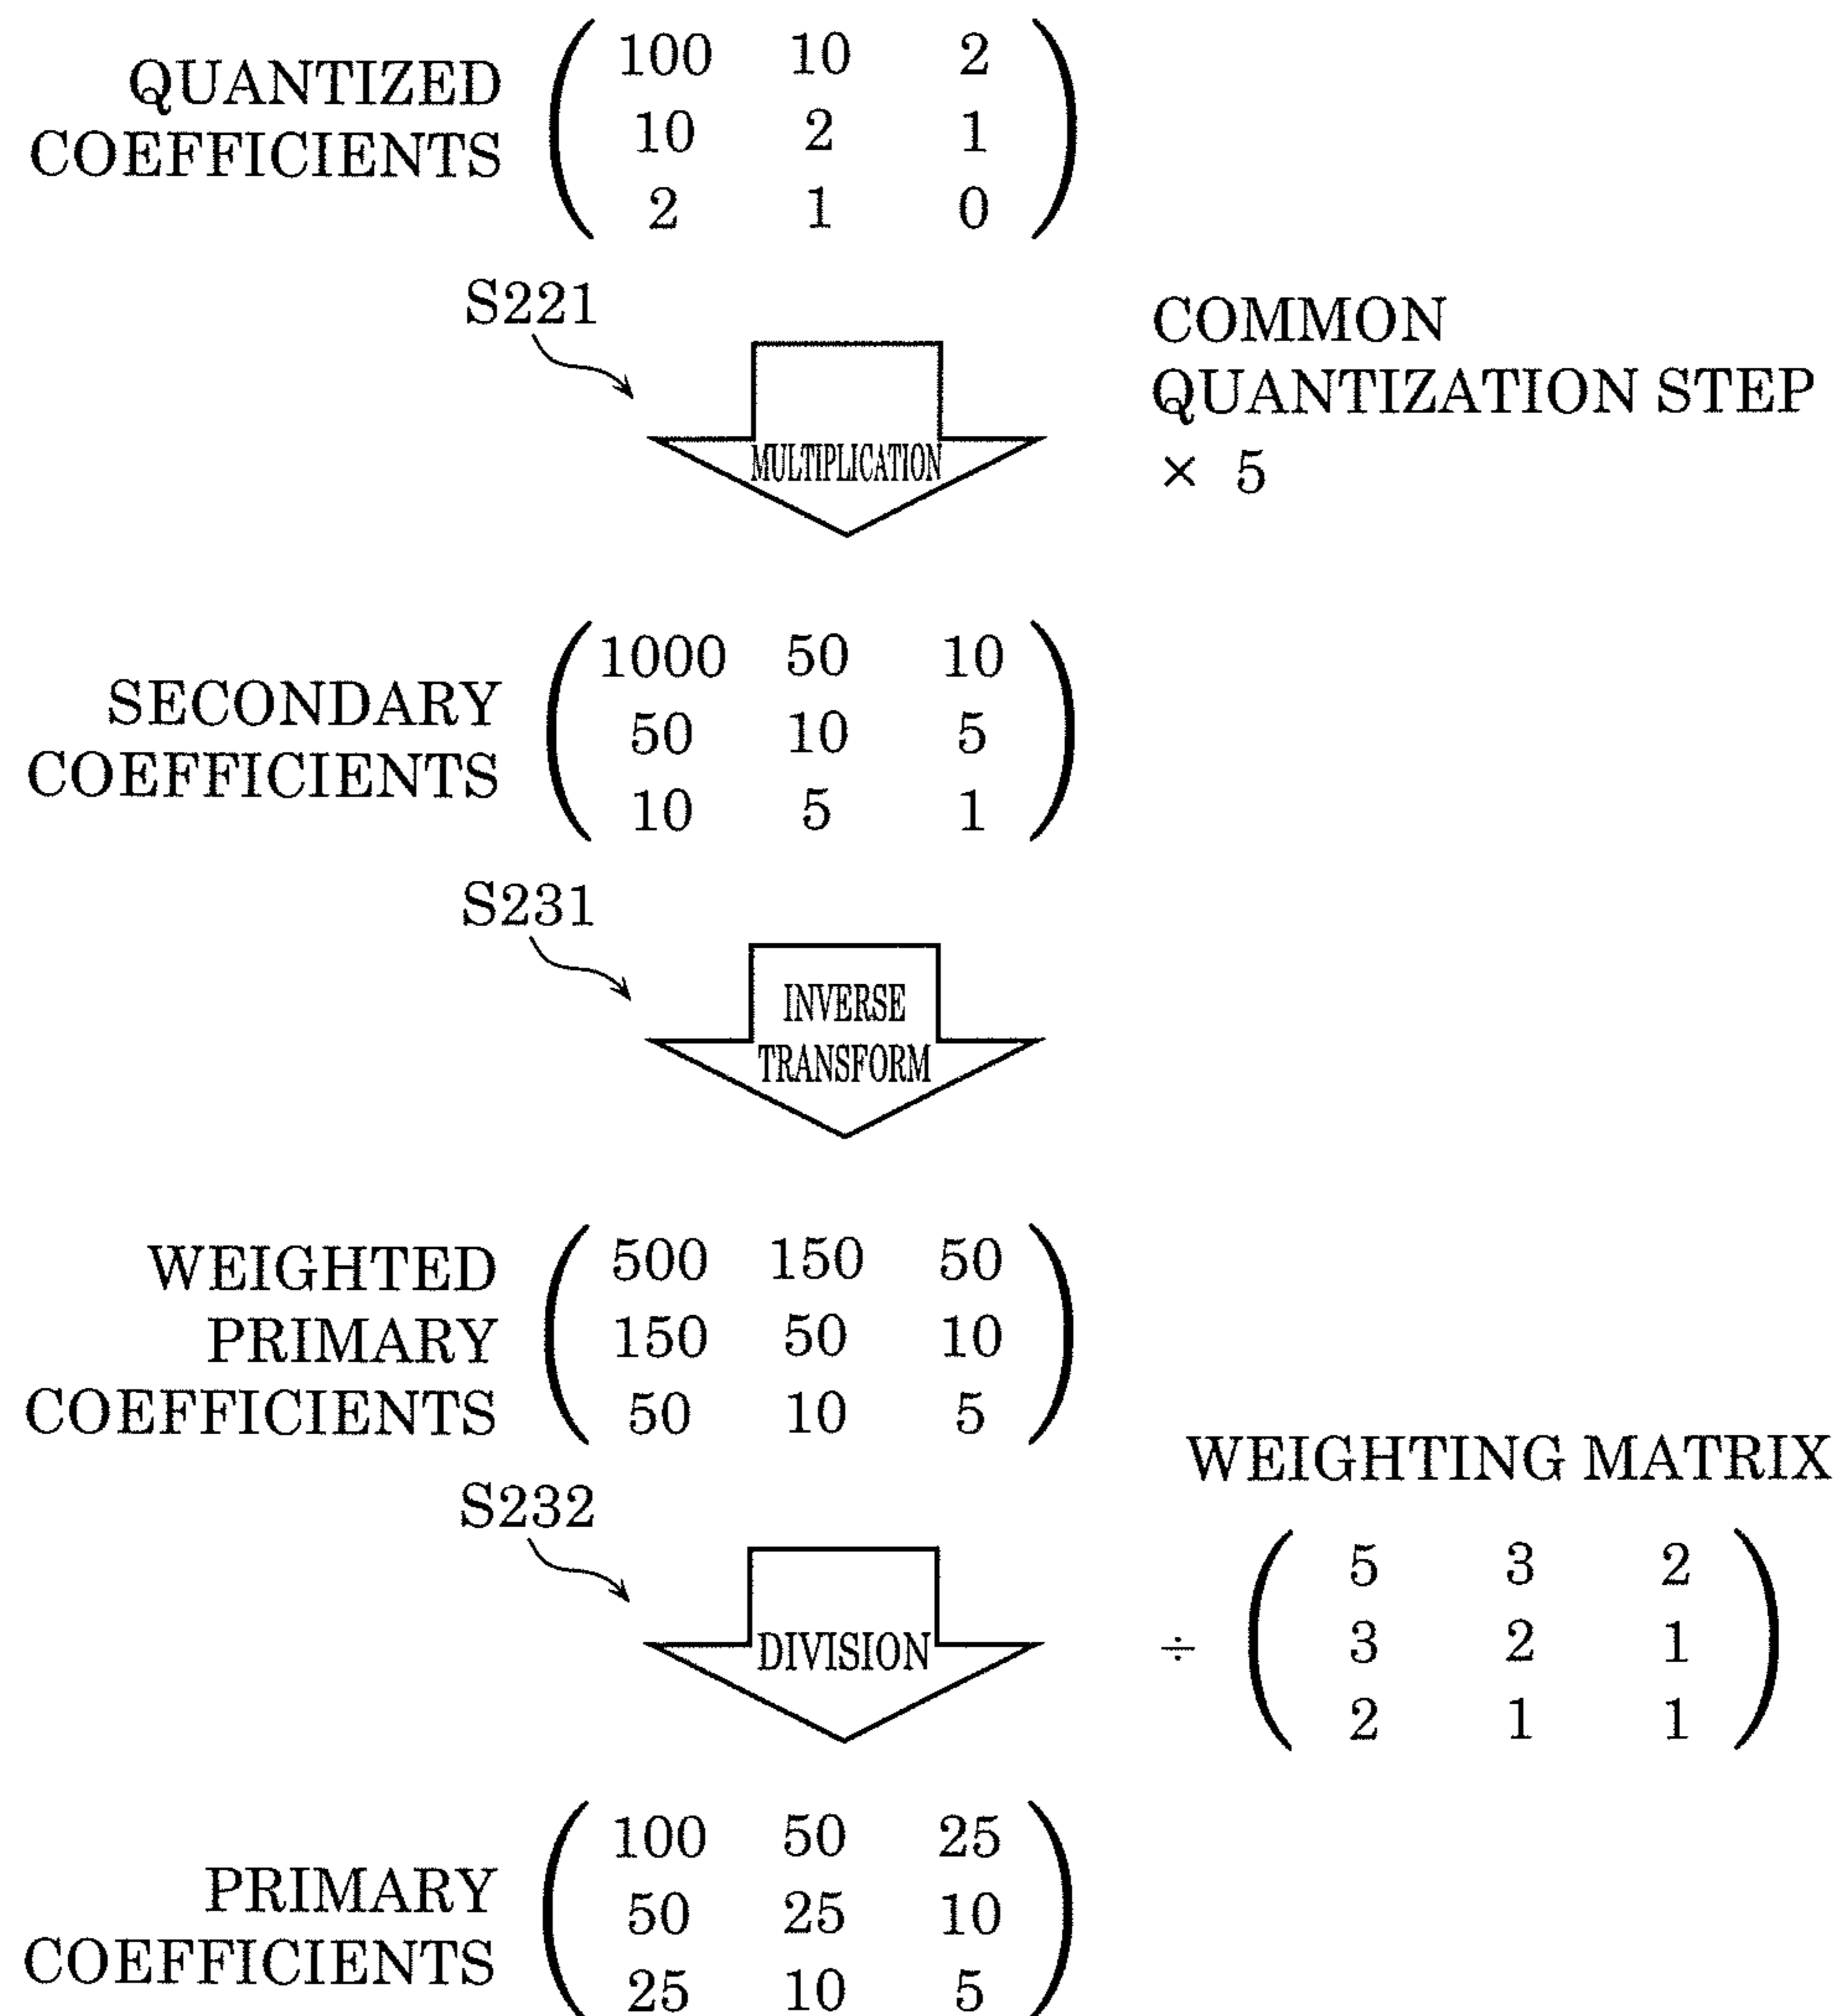 QUANTIZED
COEFFICIENTS
100 10 2
10 2 1
2 1 0
S221
MULTIPLICATION
COMMON
QUANTIZATION STEP
× 5
SECONDARY
COEFFICIENTS
1000 50 10
50 10 5
10 5 1
S231
INVERSE
TRANSFORM
WEIGHTED
PRIMARY
COEFFICIENTS
500 150 50
150 50 10
50 10 5
S232
DIVISION
WEIGHTING MATRIX
÷
5 3 2
3 2 1
2 1 1
PRIMARY
COEFFICIENTS
100 50 25
50 25 10
25 10 5